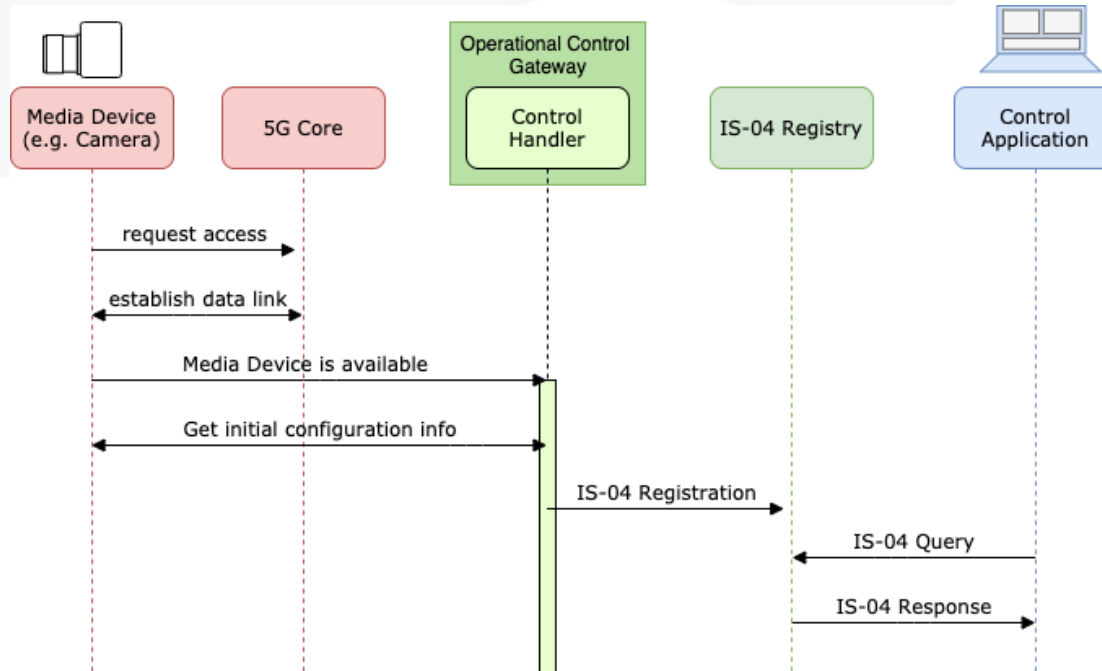 Operational Control
Gateway
Media Device
(e.g. Camera)
5G Core
Control
Handler
IS-04 Registry
Control
Application
request access
establish data link
Media Device is available
Get initial configuration info
IS-04 Registration
IS-04 Query
IS-04 Response